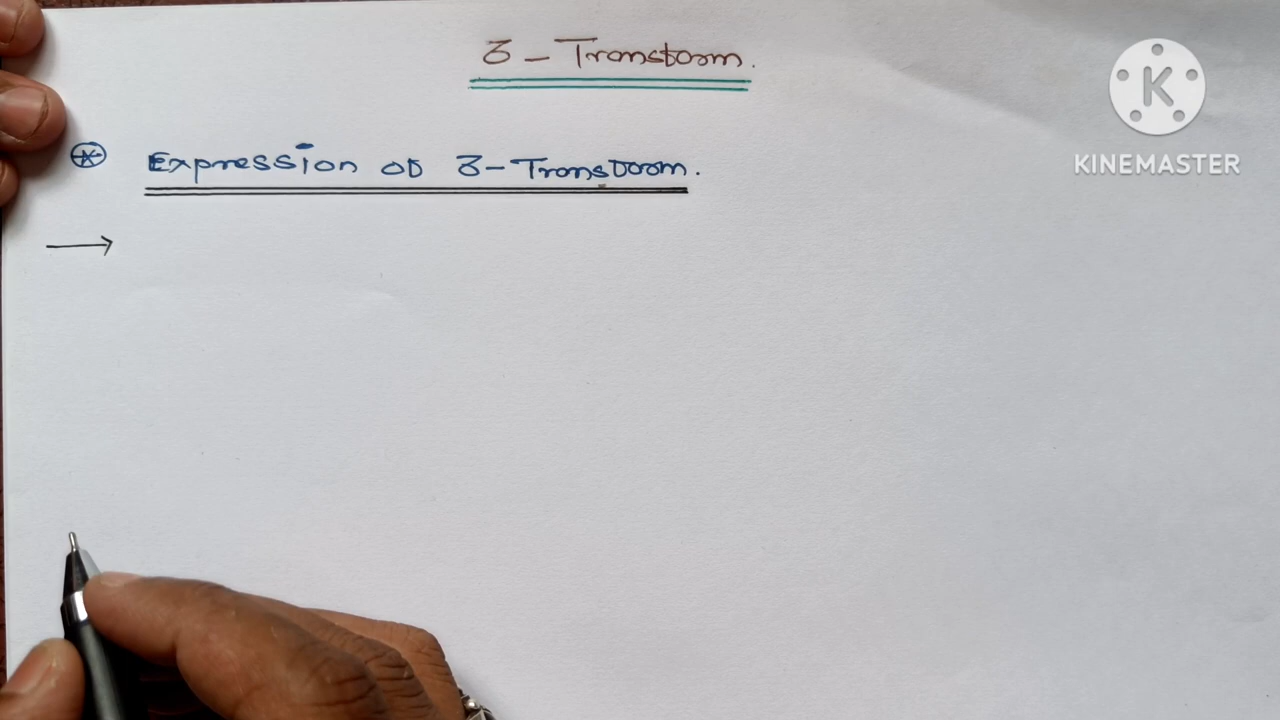 Z - Transform.
Expression of Z - Transform.
K
KINEMASTER